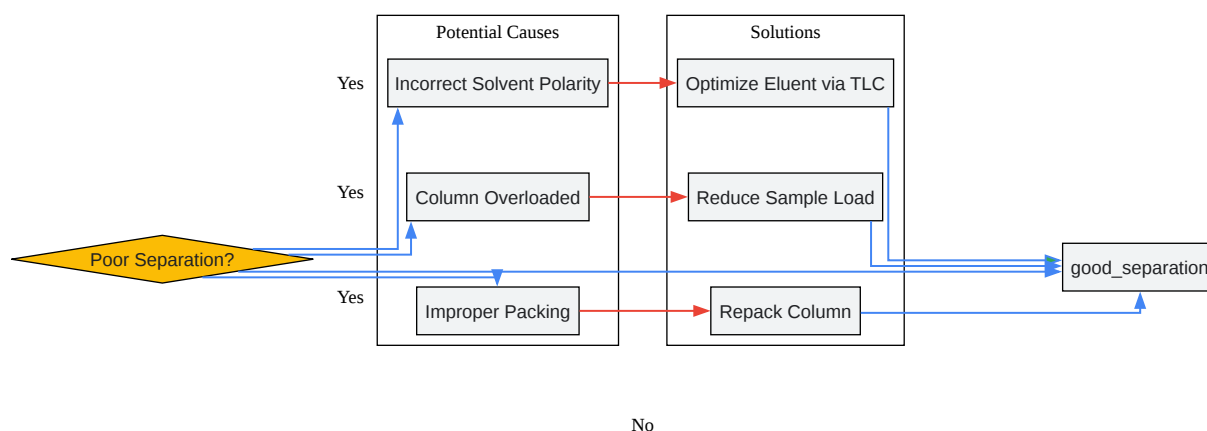 Potential Causes
Solutions
Yes
Incorrect Solvent Polarity
Optimize Eluent via TLC
Yes
Column Overloaded
Reduce Sample Load
Poor Separation?
good_separation
Yes
Improper Packing
Repack Column
No